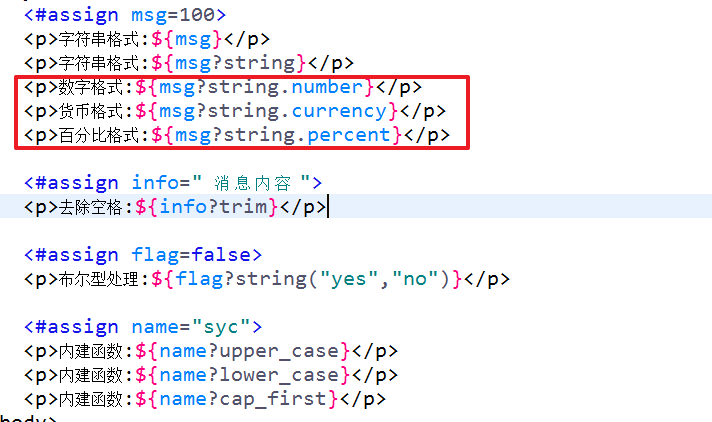 <#assign msg=100>
<p>字符串格式:${msg}</p>
<p>字符串格式:${msg?string}</p>
<p>数字格式:${msg?string.number}</p>
<p>货币格式:${msg?string.currency}</p>
<p>百分比格式:${msg?string.percent}</p>
<#assign info=" 消息内容 ">
<p>去除空格:${info?trim}</p>
<#assign flag=false>
<p>布尔型处理:${flag?string("yes","no")}</p>
<#assign name="syc">
<p>内建函数:${name?upper_case}</p>
<p>内建函数:${name?lower_case}</p>
<p>内建函数:${name?cap_first}</p>
body>